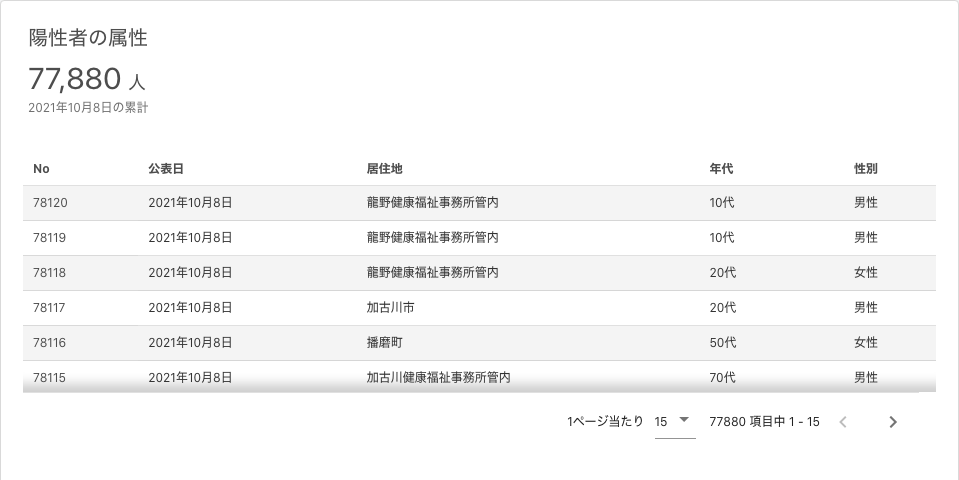 陽性者の属性
77,880 人
2021年10月8日の累計
No 公表日 居住地 年代 性別
78120 2021年10月8日 龍野健康福祉事務所管内 10代 男性
78119 2021年10月8日 龍野健康福祉事務所管内 10代 男性
78118 2021年10月8日 龍野健康福祉事務所管内 20代 女性
78117 2021年10月8日 加古川市 20代 男性
78116 2021年10月8日 播磨町 50代 女性
78115 2021年10月8日 加古川健康福祉事務所管内 70代 男性
1ページ当たり 15 77880 項目中 1 - 15